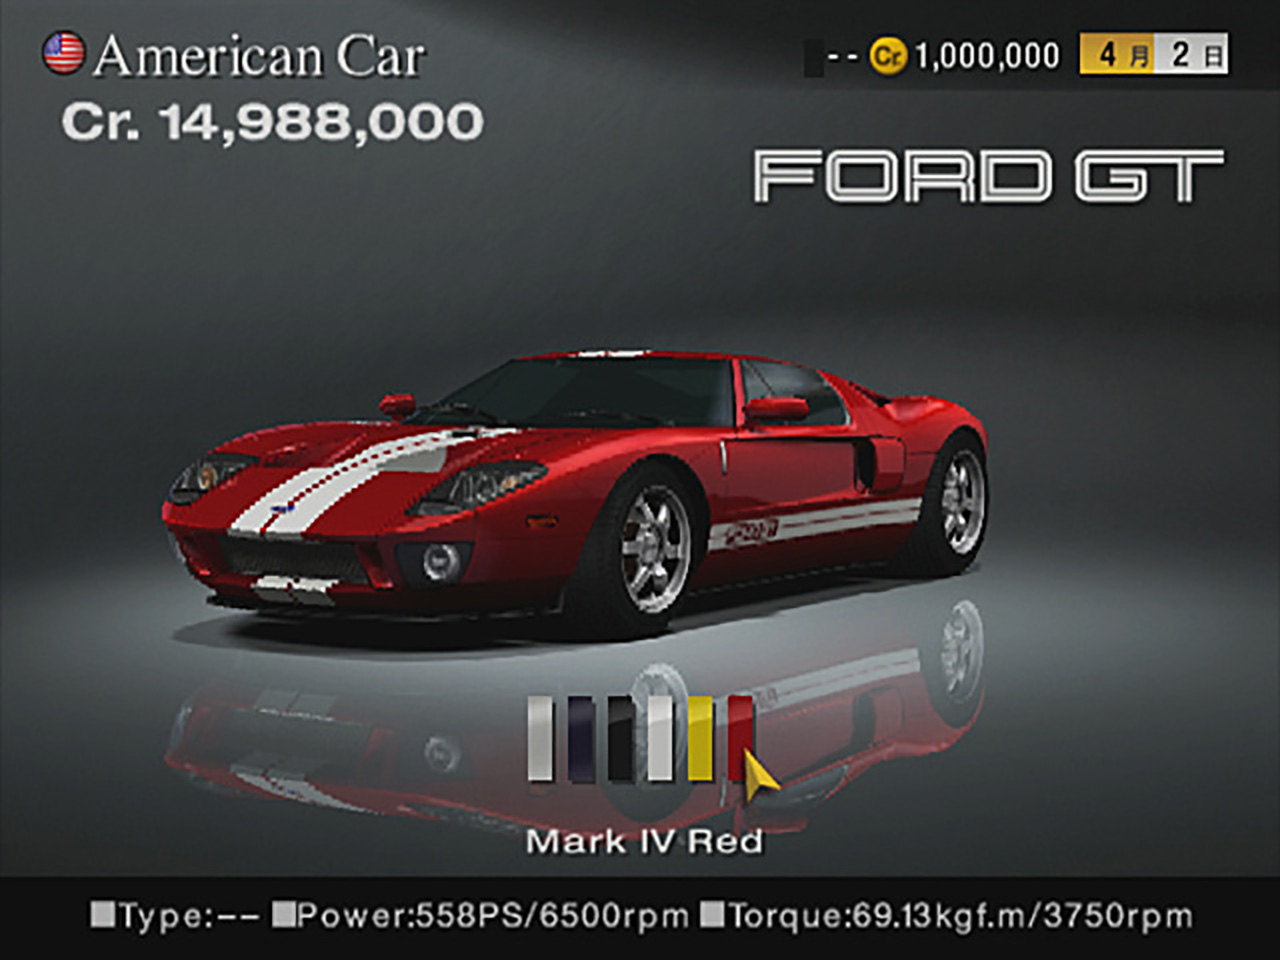 American Car
-- Cr 1,000,000 4月 2日
Cr. 14,988,000
FORD GT
Mark IV Red
Type:-- Power:558PS/6500rpm Torque:69.13kgf.m/3750rpm